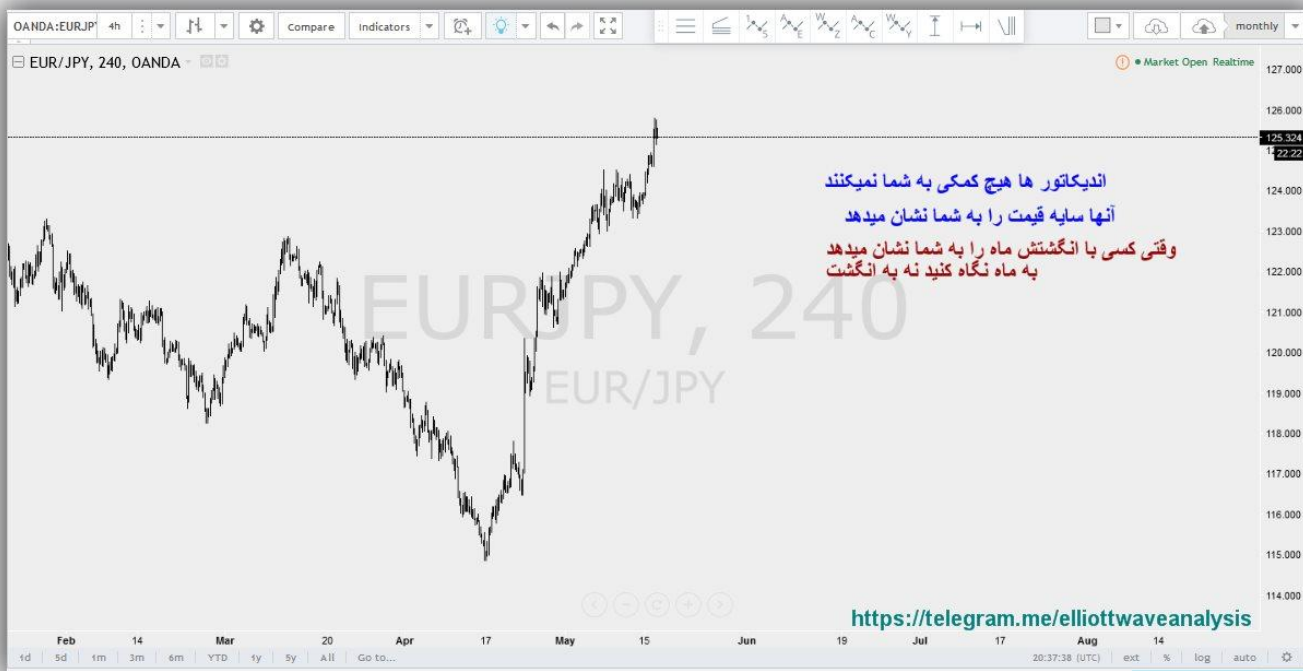 OANDA:EURJP 4h Compare Indicators monthly
EUR/JPY, 240, OANDA
Market Open Realtime
127.000
126.000
125.324
22:22
124.000
123.000
122.000
121.000
120.000
119.000
118.000
117.000
116.000
115.000
114.000
اندیکاتور ها هیچ کمکی به شما نمیکنند
آنها سایه قیمت را به شما نشان میدهد
وقتی کسی با انگشتش ماه را به شما نشان میدهد
به ماه نگاه کنید نه به انگشت
EURJPY, 240
EUR/JPY
https://telegram.me/elliottwaveanalysis
Feb 14 Mar 20 Apr 17 May 15 Jun 19 Jul 17 Aug 14
1d 5d 1m 3m 6m YTD 1y 5y All Go to... 20:37:38 (UTC) ext % log auto